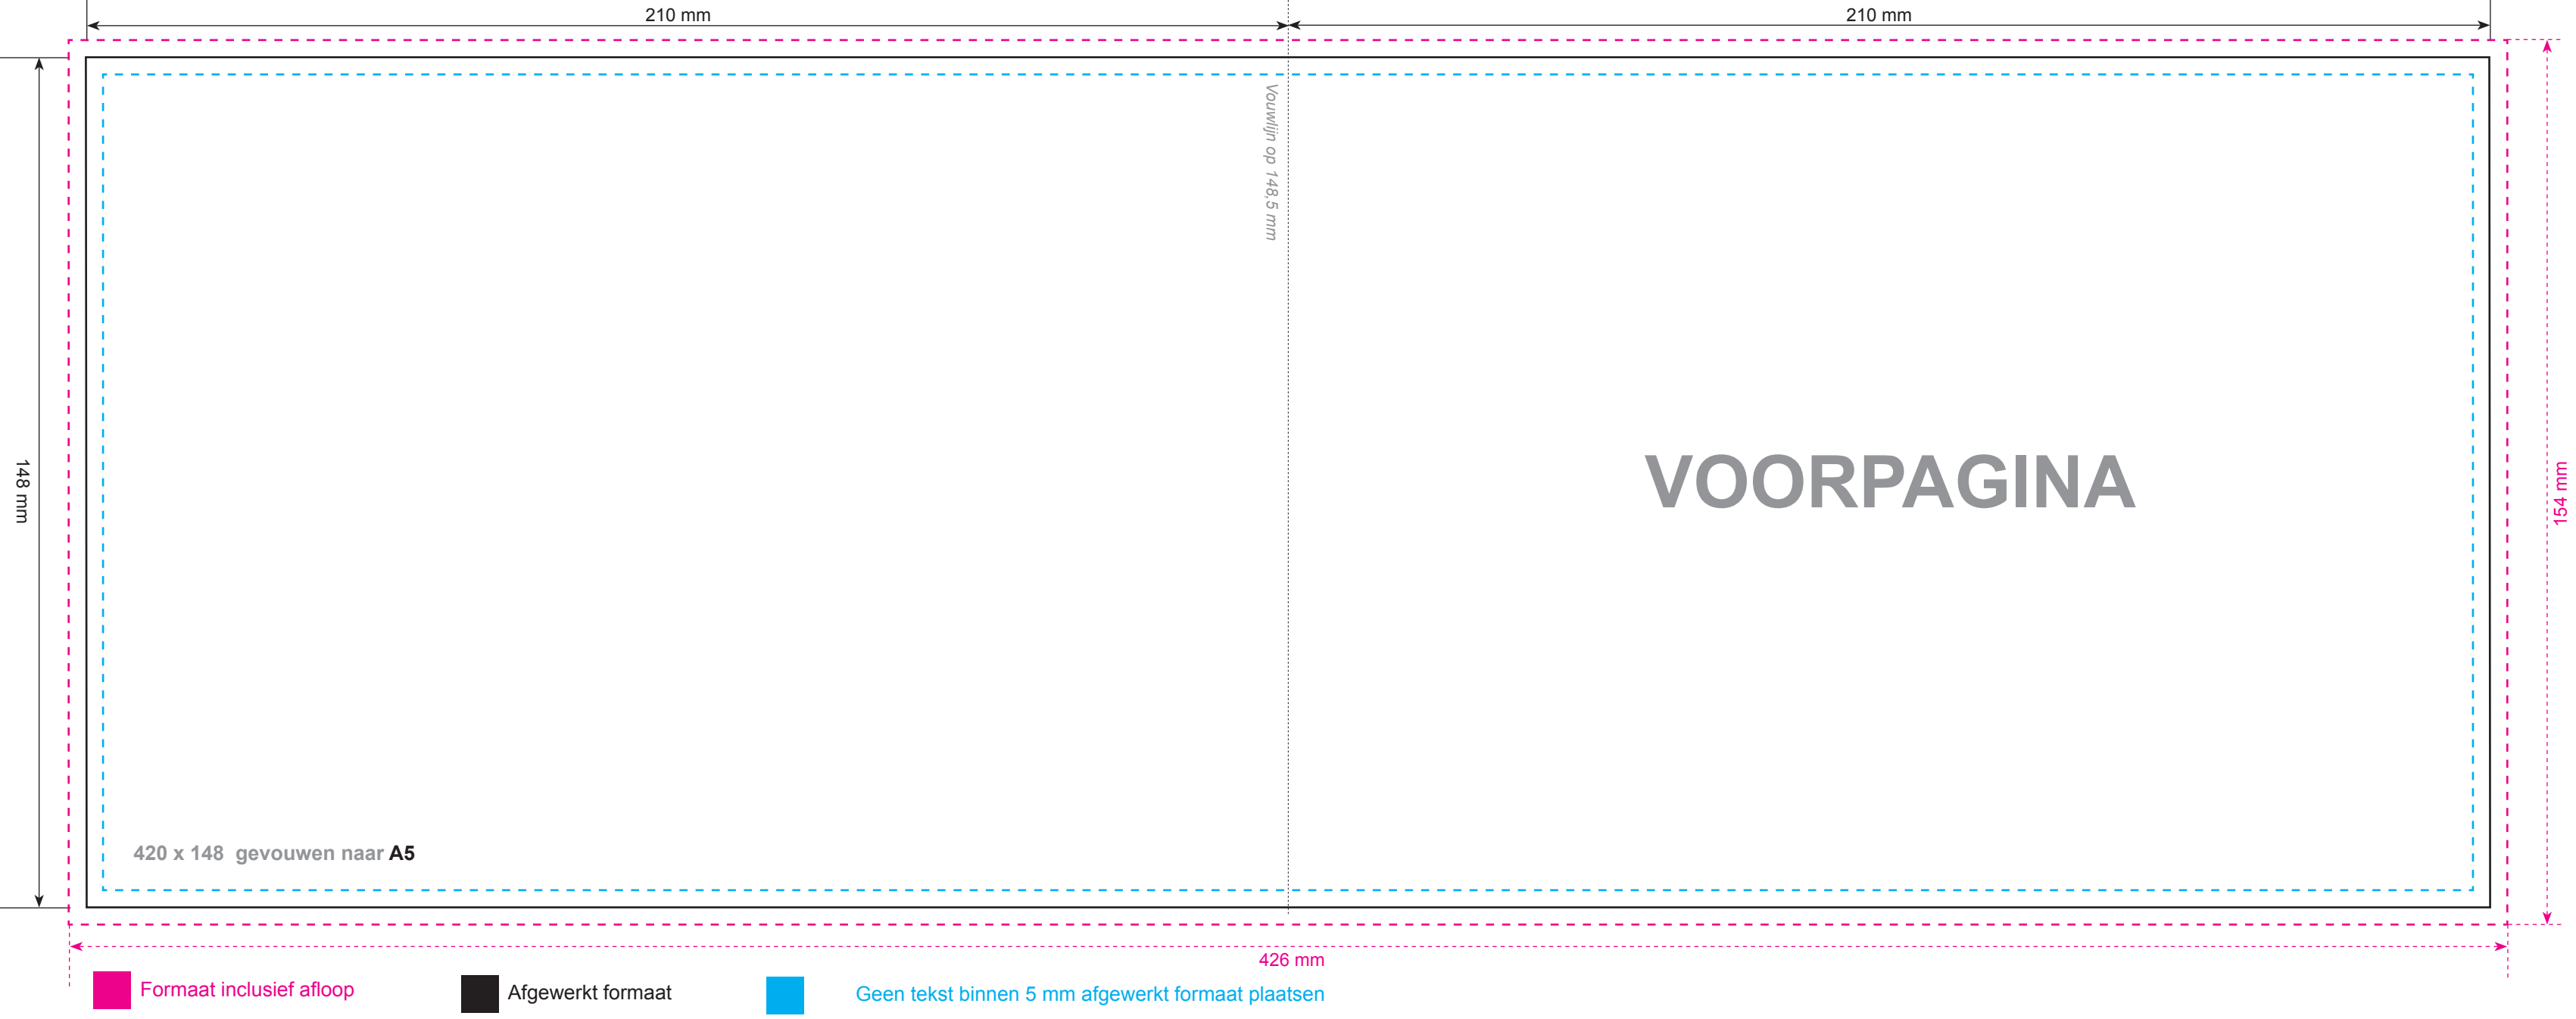 210 mm
210 mm
Vouwlijn op 148,5 mm
148 mm
VOORPAGINA
154 mm
420 x 148  gevouwen naar A5
426 mm
Formaat inclusief afloop
Afgewerkt formaat
Geen tekst binnen 5 mm afgewerkt formaat plaatsen